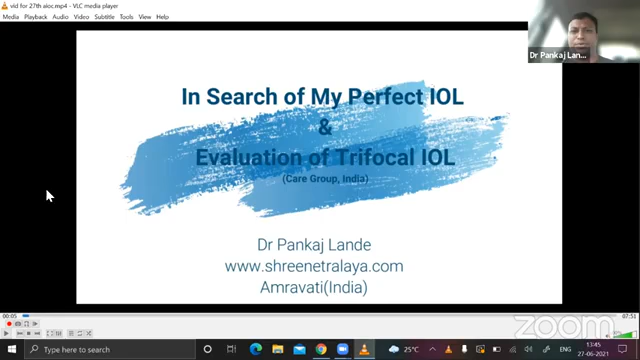 vid for 27th aioc.mp4 - VLC media player
Media Playback Audio Video Subtitle Tools View Help
Dr Pankaj Lan...
In Search of My Perfect IOL
&
Evaluation of Trifocal IOL
(Care Group, India)
Dr Pankaj Lande
www.shreenetralaya.com
Amravati(India)
00:05
07:51
zoom
Type here to search
25°C
ENG
13:45
27-06-2021